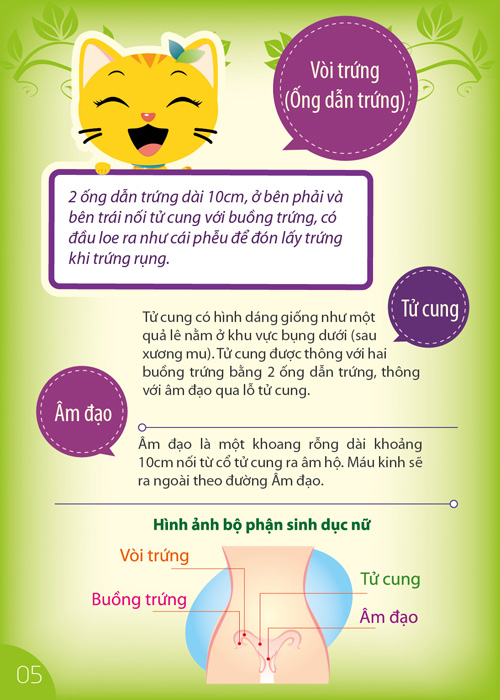 Vòi trứng
(Ống dẫn trứng)
2 ống dẫn trứng dài 10cm, ở bên phải và
bên trái nối tử cung với buồng trứng, có
đầu loe ra như cái phễu để đón lấy trứng
khi trứng rụng.
Tử cung
Tử cung có hình dáng giống như một
quả lê nằm ở khu vực bụng dưới (sau
xương mu). Tử cung được thông với hai
buồng trứng bằng 2 ống dẫn trứng, thông
với âm đạo qua lỗ tử cung.
Âm đạo
Âm đạo là một khoang rỗng dài khoảng
10cm nối từ cổ tử cung ra âm hộ. Máu kinh sẽ
ra ngoài theo đường Âm đạo.
Hình ảnh bộ phận sinh dục nữ
Vòi trứng
Tử cung
Buồng trứng
Âm đạo
05